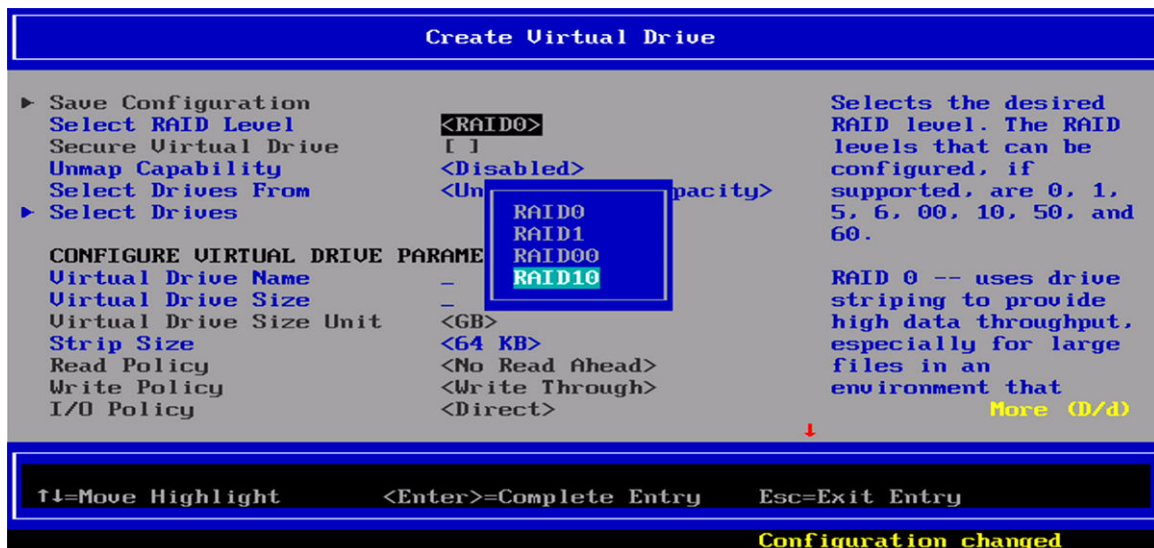 Create Virtual Drive
▶ Save Configuration
Select RAID Level <RAID0>
Secure Virtual Drive [ ]
Unmap Capability <Disabled>
Select Drives From <Un pacity>
▶ Select Drives
CONFIGURE VIRTUAL DRIVE PARAME
Virtual Drive Name _
Virtual Drive Size _
Virtual Drive Size Unit <GB>
Strip Size <64 KB>
Read Policy <No Read Ahead>
Write Policy <Write Through>
I/O Policy <Direct>
RAID0
RAID1
RAID00
RAID10
Selects the desired
RAID level. The RAID
levels that can be
configured, if
supported, are 0, 1,
5, 6, 00, 10, 50, and
60.
RAID 0 -- uses drive
striping to provide
high data throughput,
especially for large
files in an
environment that
More (D/d)
↓
↑↓=Move Highlight <Enter>=Complete Entry Esc=Exit Entry
Configuration changed